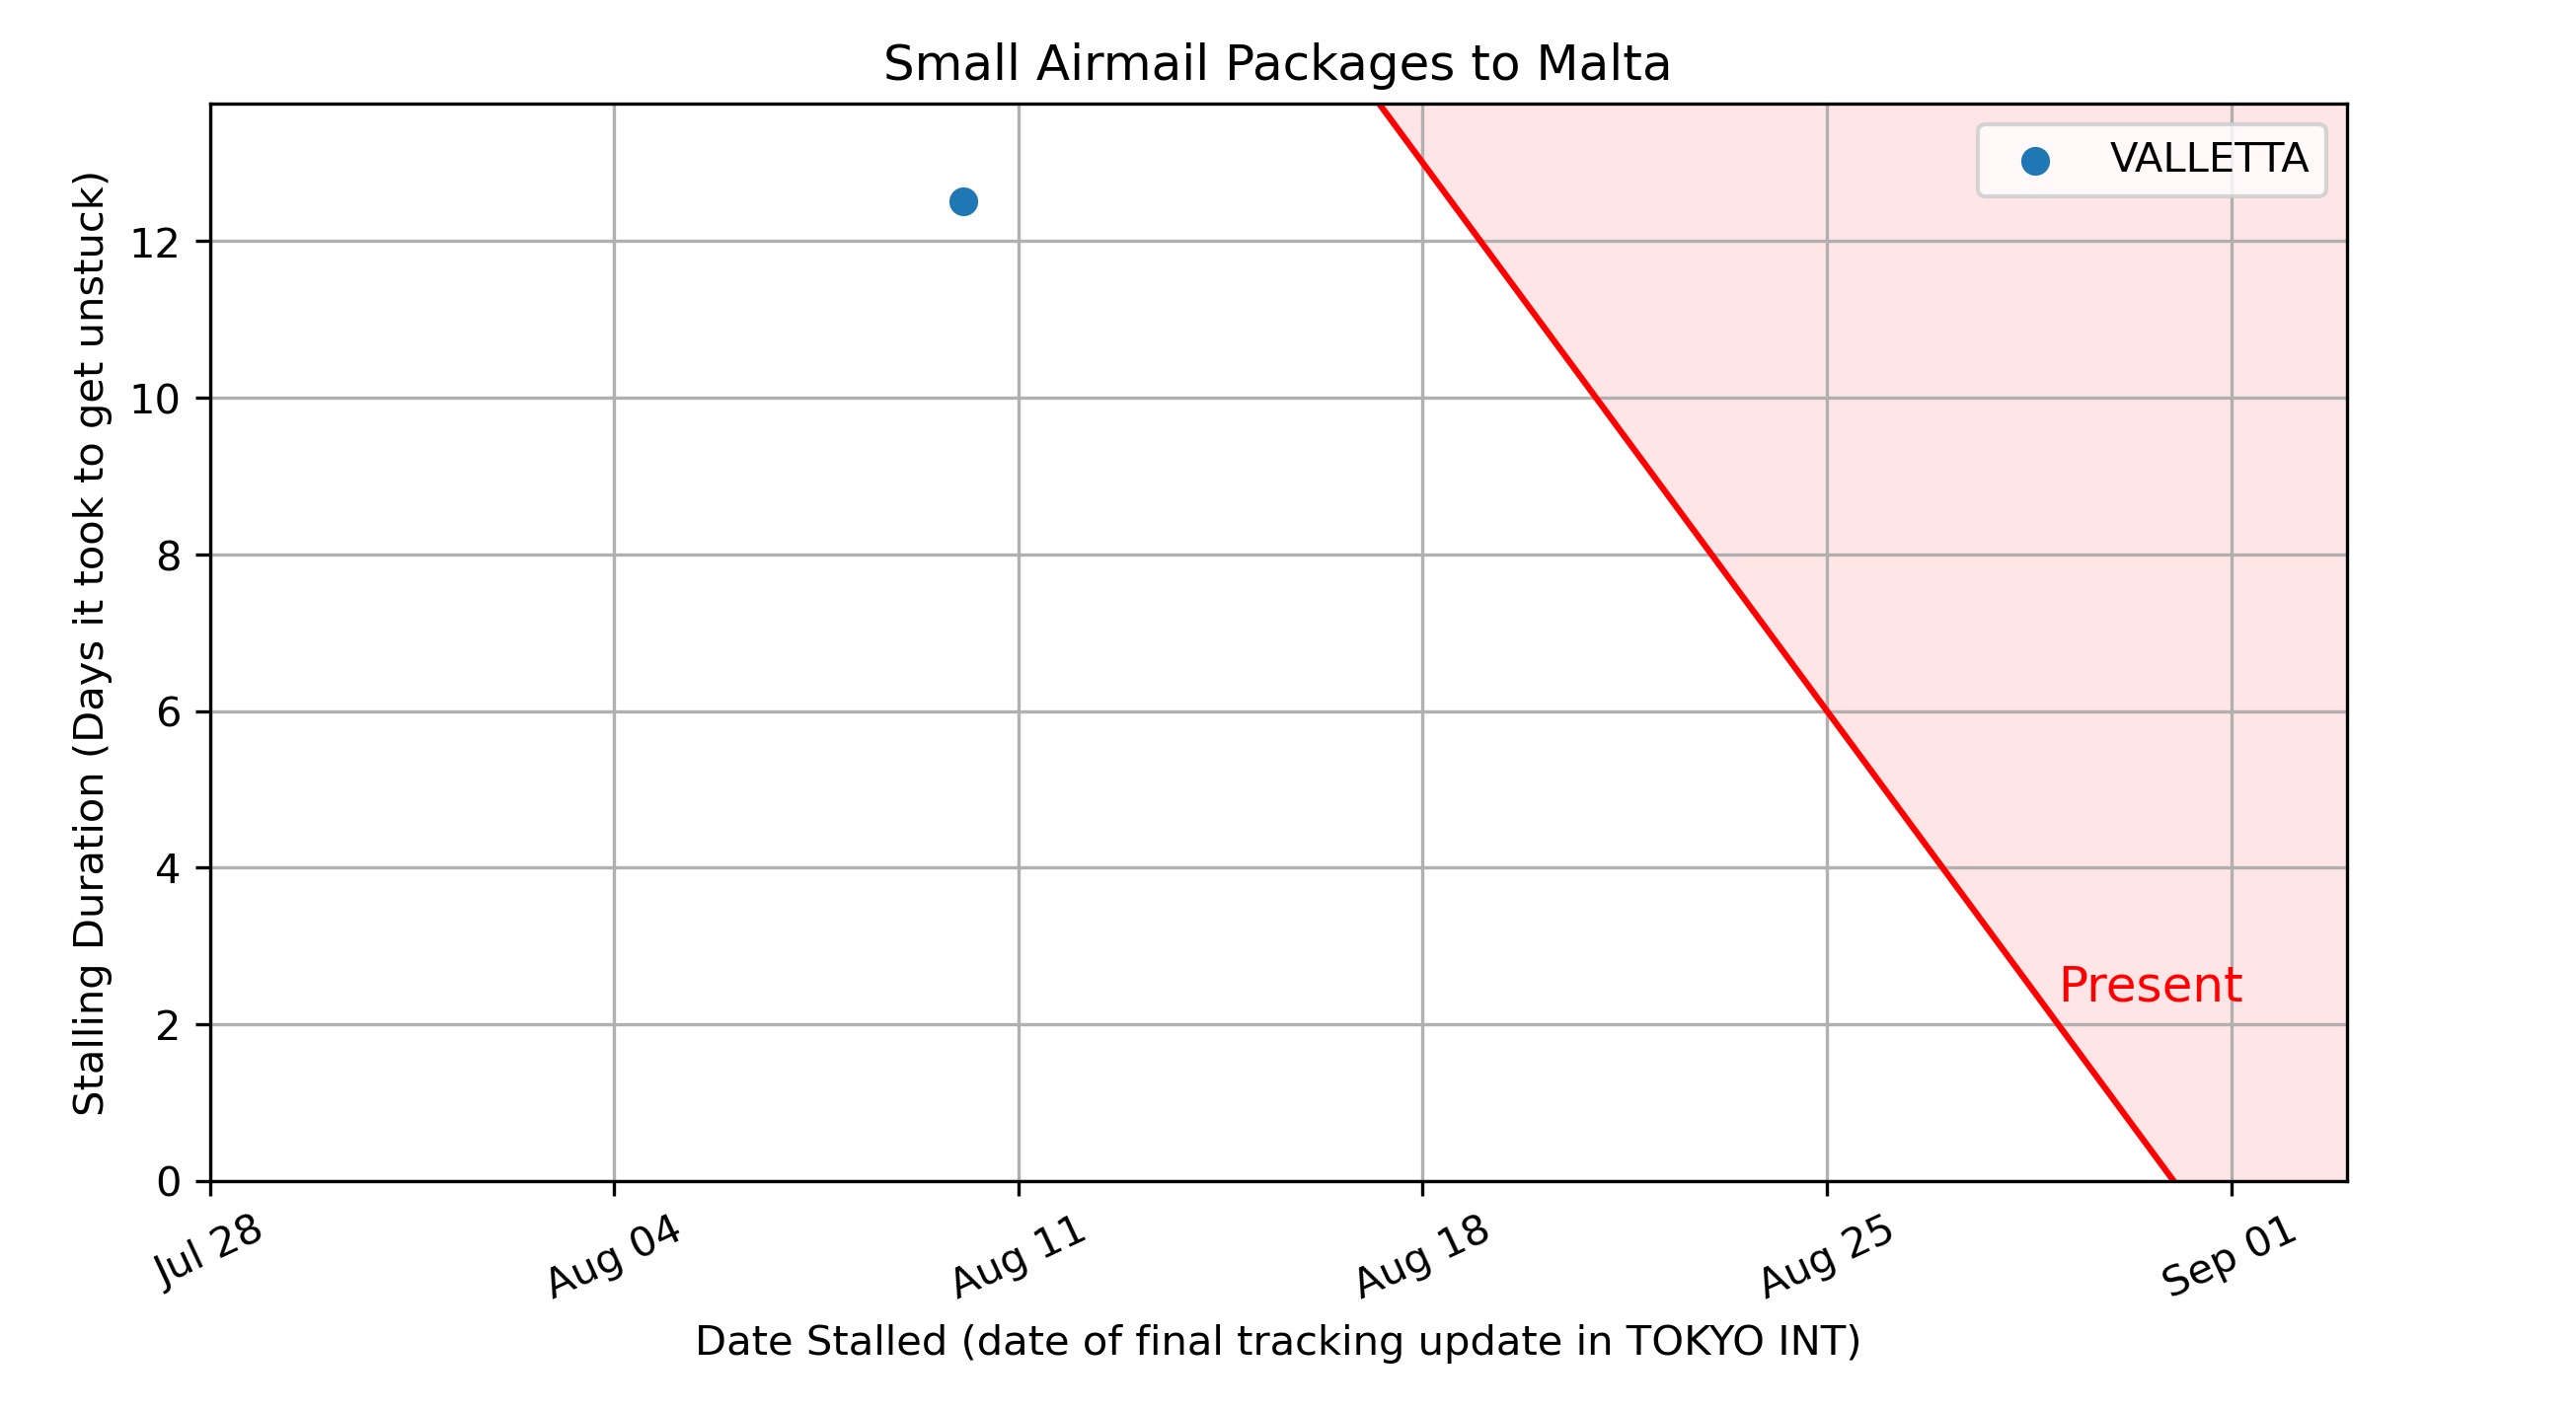 Small Airmail Packages to Malta
VALLETTA
Stalling Duration (Days it took to get unstuck)
12
10
8
6
4
2
0
Present
Jul 28
Aug 04
Aug 11
Aug 18
Aug 25
Sep 01
Date Stalled (date of final tracking update in TOKYO INT)